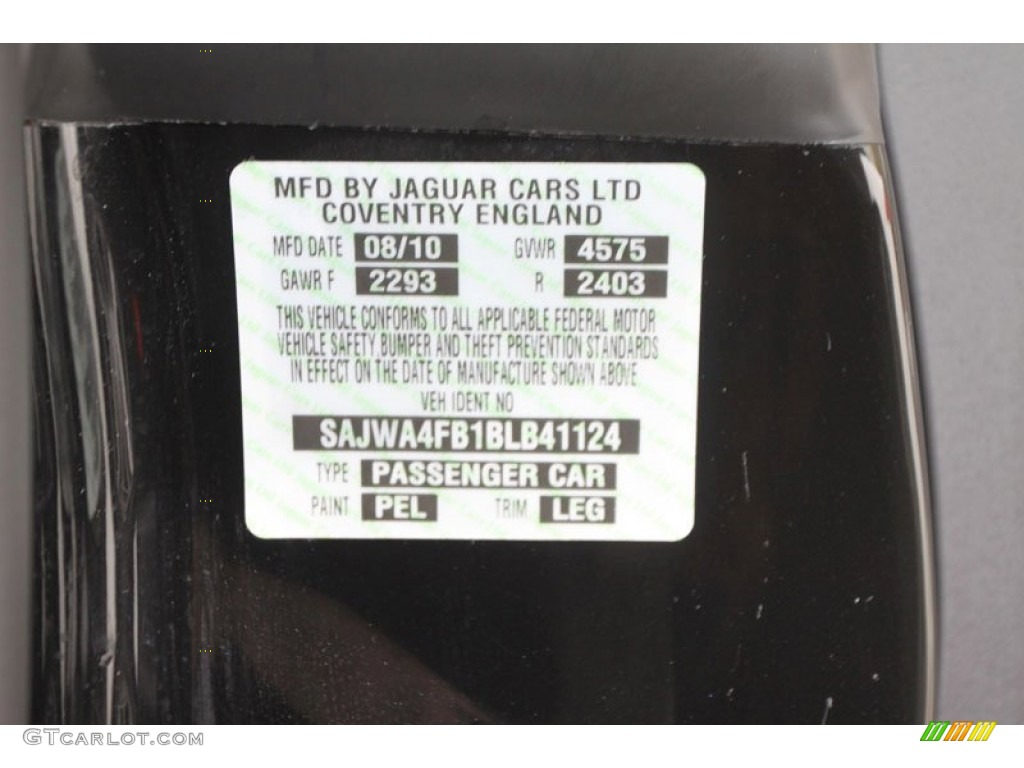 MFD BY JAGUAR CARS LTD
COVENTRY ENGLAND
MFD DATE 08/10 GVWR 4575
GAWR F 2293 R 2403
THIS VEHICLE CONFORMS TO ALL APPLICABLE FEDERAL MOTOR
VEHICLE SAFETY,BUMPER AND THEFT PREVENTION STANDARDS
IN EFFECT ON THE DATE OF MANUFACTURE SHOWN ABOVE
VEH IDENT NO
SAJWA4FB1BLB41124
TYPE PASSENGER CAR
PAINT PEL TRIM LEG
GTCarLot.com